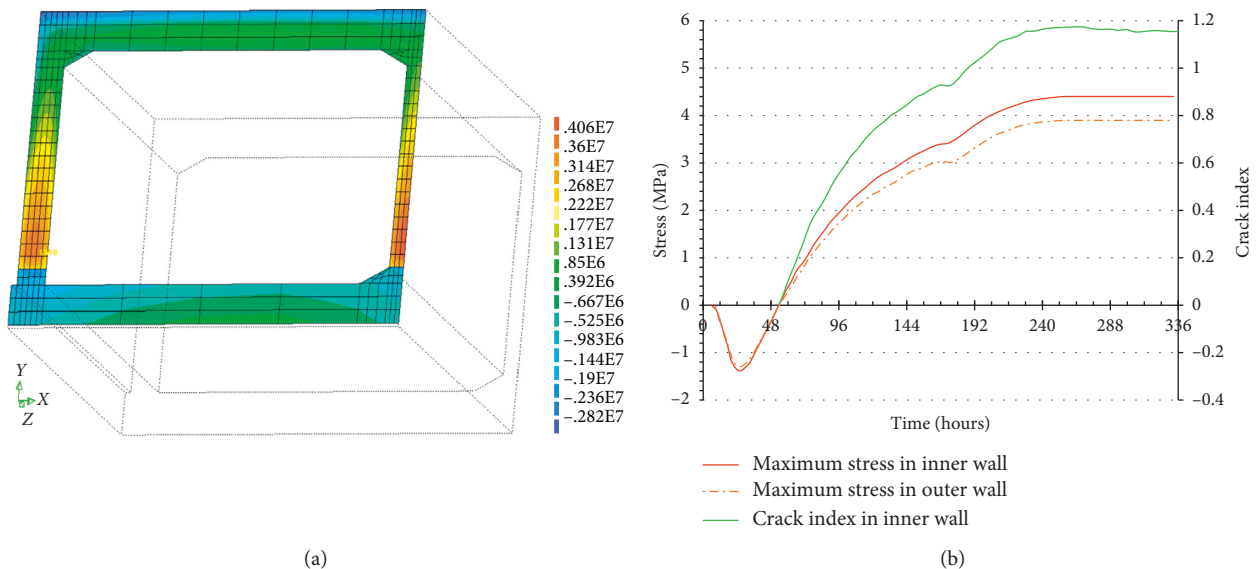 .406E7
.36E7
.314E7
.268E7
.222E7
.177E7
.131E7
.85E6
.392E6
–.667E6
–.525E6
–.983E6
–.144E7
–.19E7
–.236E7
–.282E7
Y
X
Z
(a)
Stress (MPa)
6
5
4
3
2
1
0
–1
–2
0 48 96 144 192 240 288 336
Time (hours)
1.2
1
0.8
0.6
0.4
0.2
0
–0.2
–0.4
Crack index
Maximum stress in inner wall
Maximum stress in outer wall
Crack index in inner wall
(b)